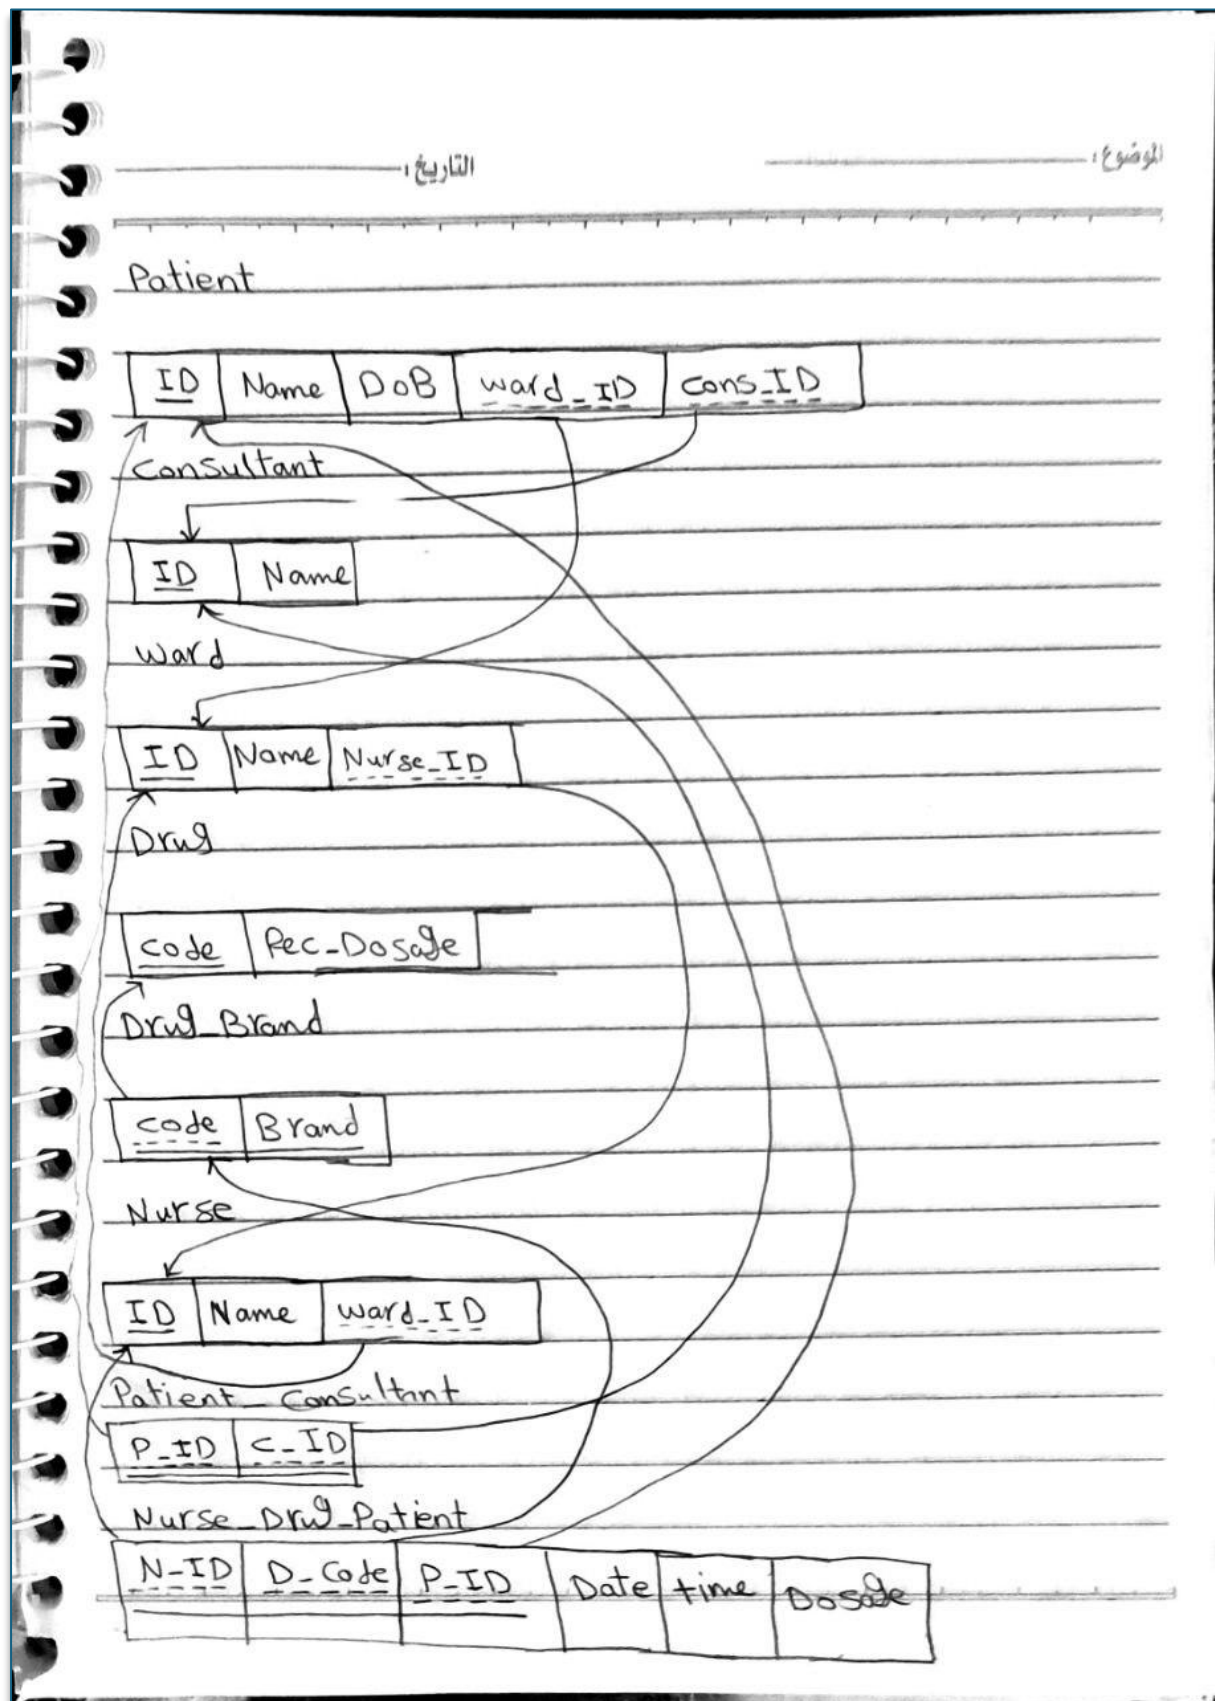 الموضوع: التاريخ:
Patient
ID Name DoB ward_ID cons_ID
Consultant
ID Name
ward
ID Name Nurse_ID
Drug
code Rec_Dosage
Drug_Brand
code Brand
Nurse
ID Name ward_ID
Patient_Consultant
P_ID C_ID
Nurse_Drug_Patient
N-ID D_Code P_ID Date time Dosage